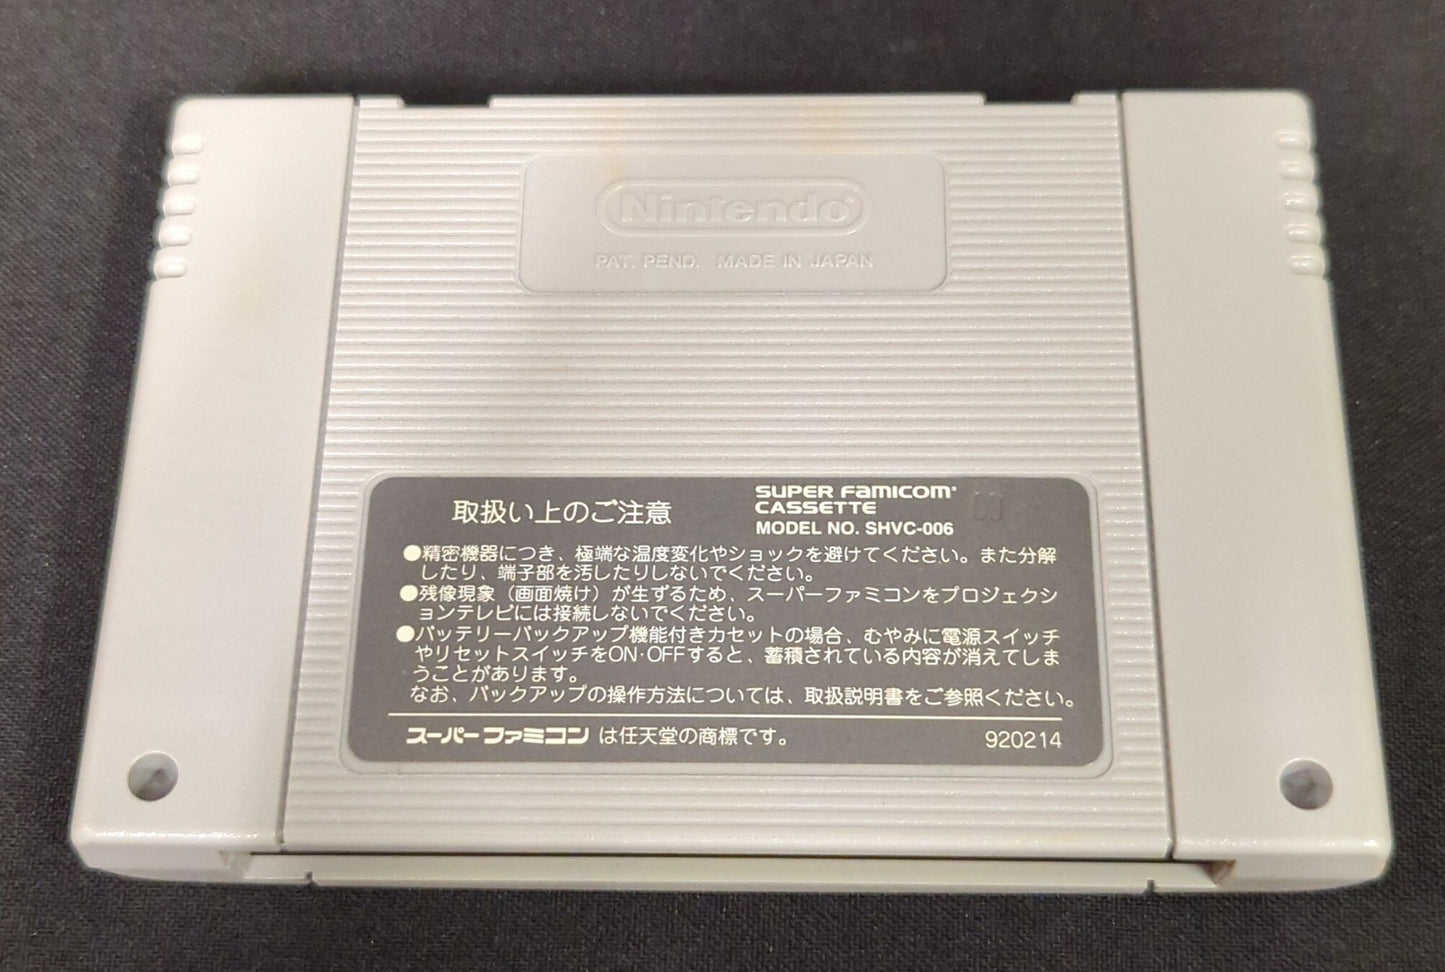 Nintendo
PAT. PEND. MADE IN JAPAN
取扱い上のご注意
SUPER FAMICOM
CASSETTE
MODEL NO. SHVC-006
●精密機器につき、極端な温度変化やショックを避けてください。また分解
したり、端子部を汚したりしないでください。
●残像現象（画面焼け）が生ずるため、スーパーファミコンをプロジェクシ
ョンテレビには接続しないでください。
●バッテリーバックアップ機能付きカセットの場合、むやみに電源スイッチ
やリセットスイッチをON·OFFすると、蓄積されている内容が消えてしま
うことがあります。
なお、バックアップの操作方法については、取扱説明書をご参照ください。
スーパーファミコン は任天堂の商標です。
920214